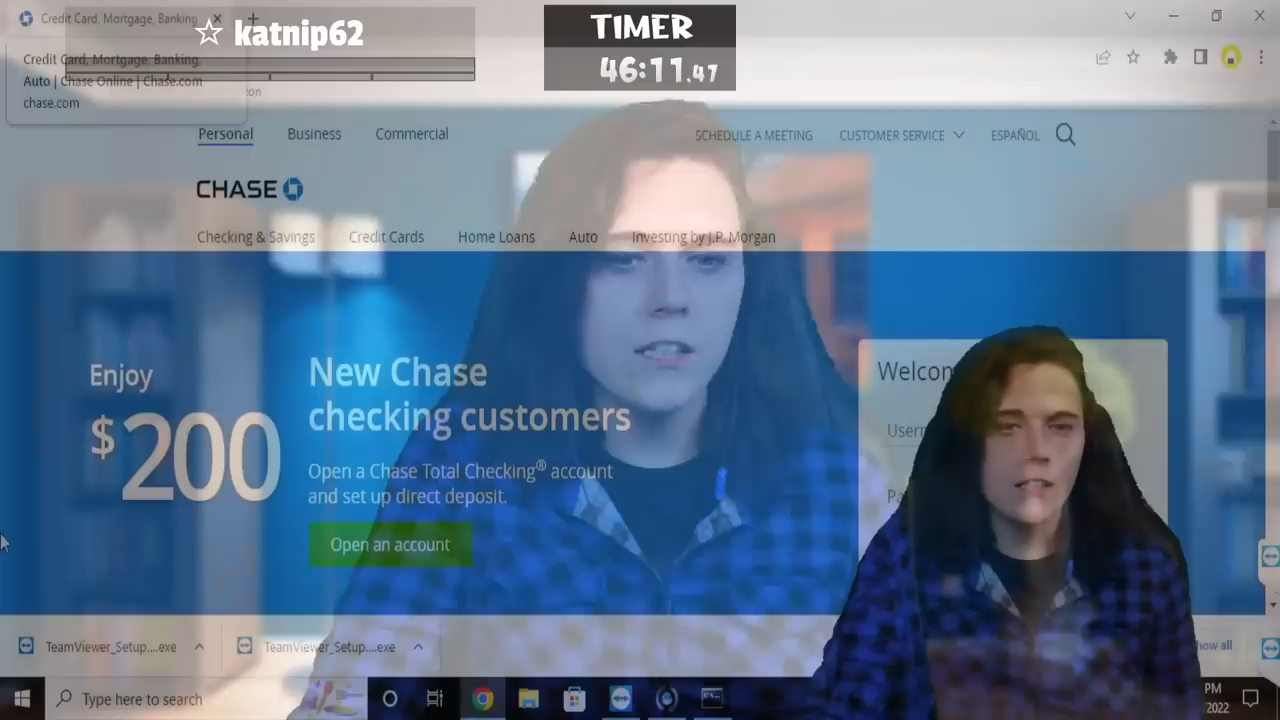 Credit Card, Mortgage, Banking
☆ katnip62
TIMER
46:11.47
Credit Card, Mortgage, Banking,
Auto | Chase Online | Chase.com
chase.com
Personal
Business
Commercial
SCHEDULE A MEETING
CUSTOMER SERVICE
ESPAÑOL
CHASE
Checking & Savings
Credit Cards
Home Loans
Auto
Investing by J.P. Morgan
Enjoy
$200
New Chase
checking customers
Open a Chase Total Checking® account
and set up direct deposit.
Open an account
TeamViewer_Setup....exe
TeamViewer_Setup....exe
Type here to search
PM
2022